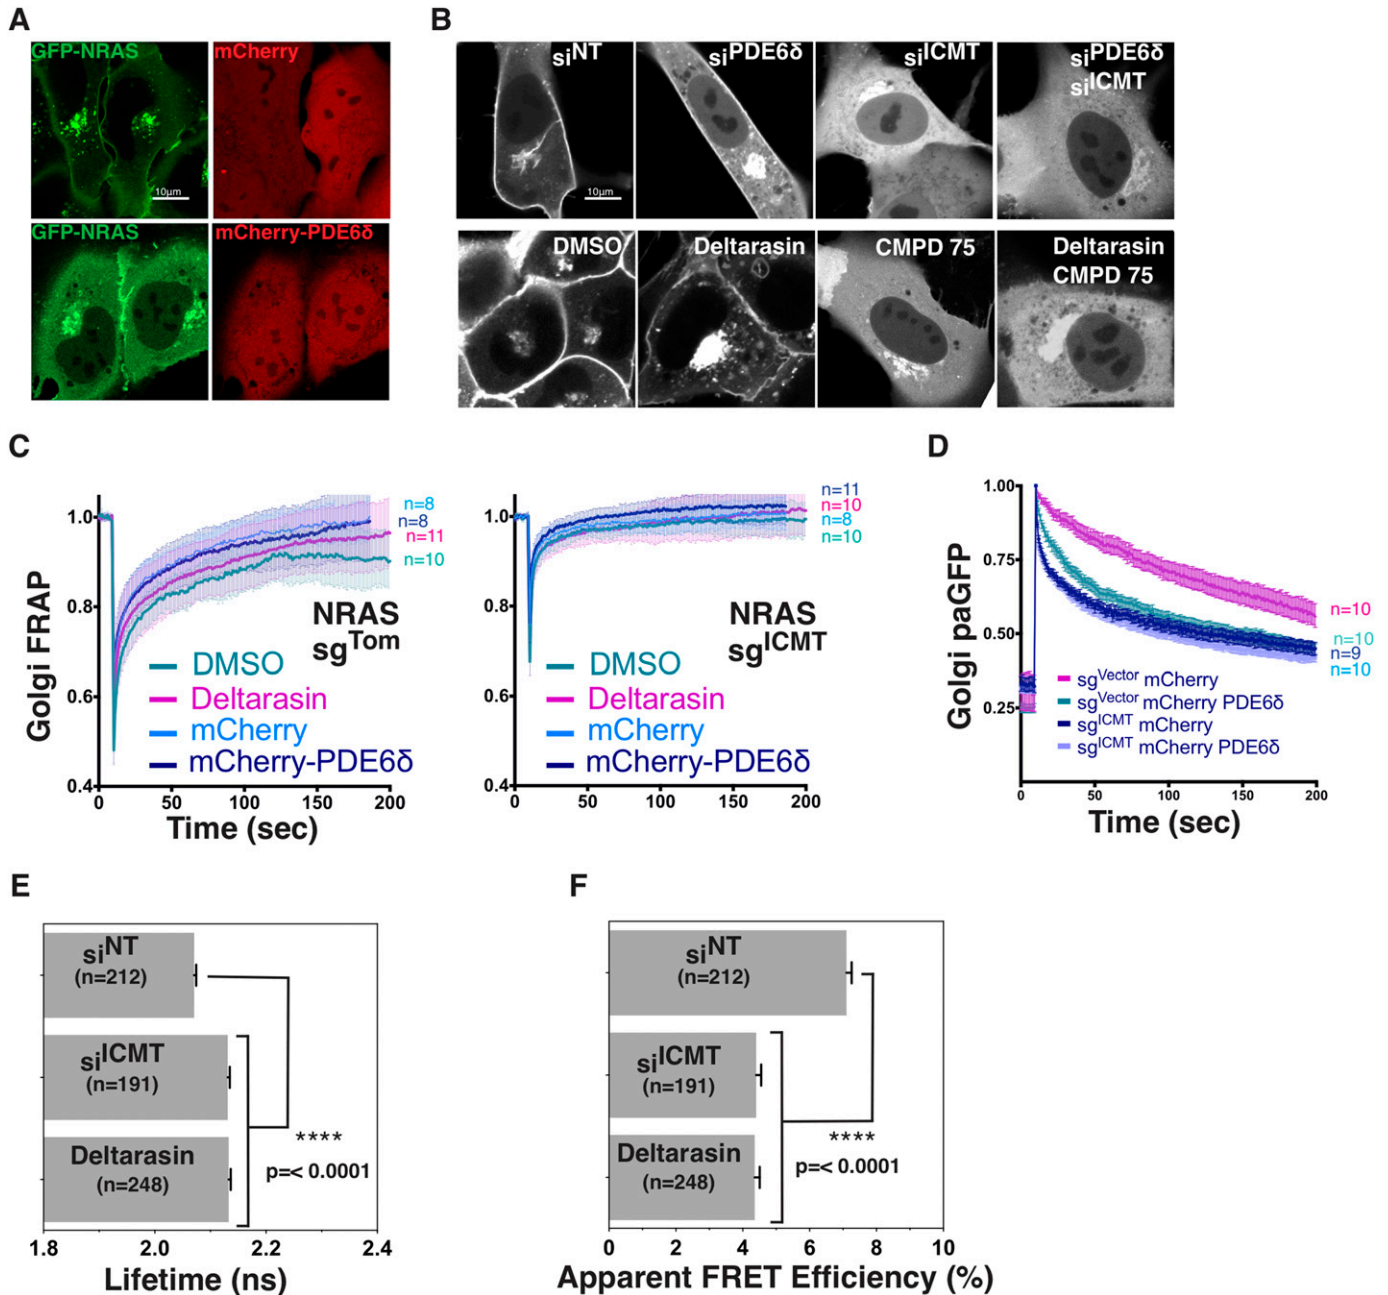 A
GFP-NRAS
mCherry
10μm
GFP-NRAS
mCherry-PDE6δ
B
siNT
siPDE6δ
siICMT
siPDE6δ
siICMT
10μm
DMSO
Deltarasin
CMPD 75
Deltarasin
CMPD 75
C
Golgi FRAP
1.0
0.8
0.6
0.4
0
50
100
150
200
Time (sec)
n=8
n=8
n=11
n=10
NRAS
sgTom
DMSO
Deltarasin
mCherry
mCherry-PDE6δ
1.0
0.8
0.6
0.4
0
50
100
150
200
Time (sec)
n=11
n=10
n=8
n=10
NRAS
sgICMT
DMSO
Deltarasin
mCherry
mCherry-PDE6δ
D
Golgi paGFP
1.00
0.75
0.50
0.25
0
50
100
150
200
Time (sec)
n=10
n=10
n=9
n=10
sgVector mCherry
sgVector mCherry PDE6δ
sgICMT mCherry
sgICMT mCherry PDE6δ
E
siNT
(n=212)
siICMT
(n=191)
Deltarasin
(n=248)
****
p=< 0.0001
1.8
2.0
2.2
2.4
Lifetime (ns)
F
siNT
(n=212)
siICMT
(n=191)
Deltarasin
(n=248)
****
p=< 0.0001
0
2
4
6
8
10
Apparent FRET Efficiency (%)